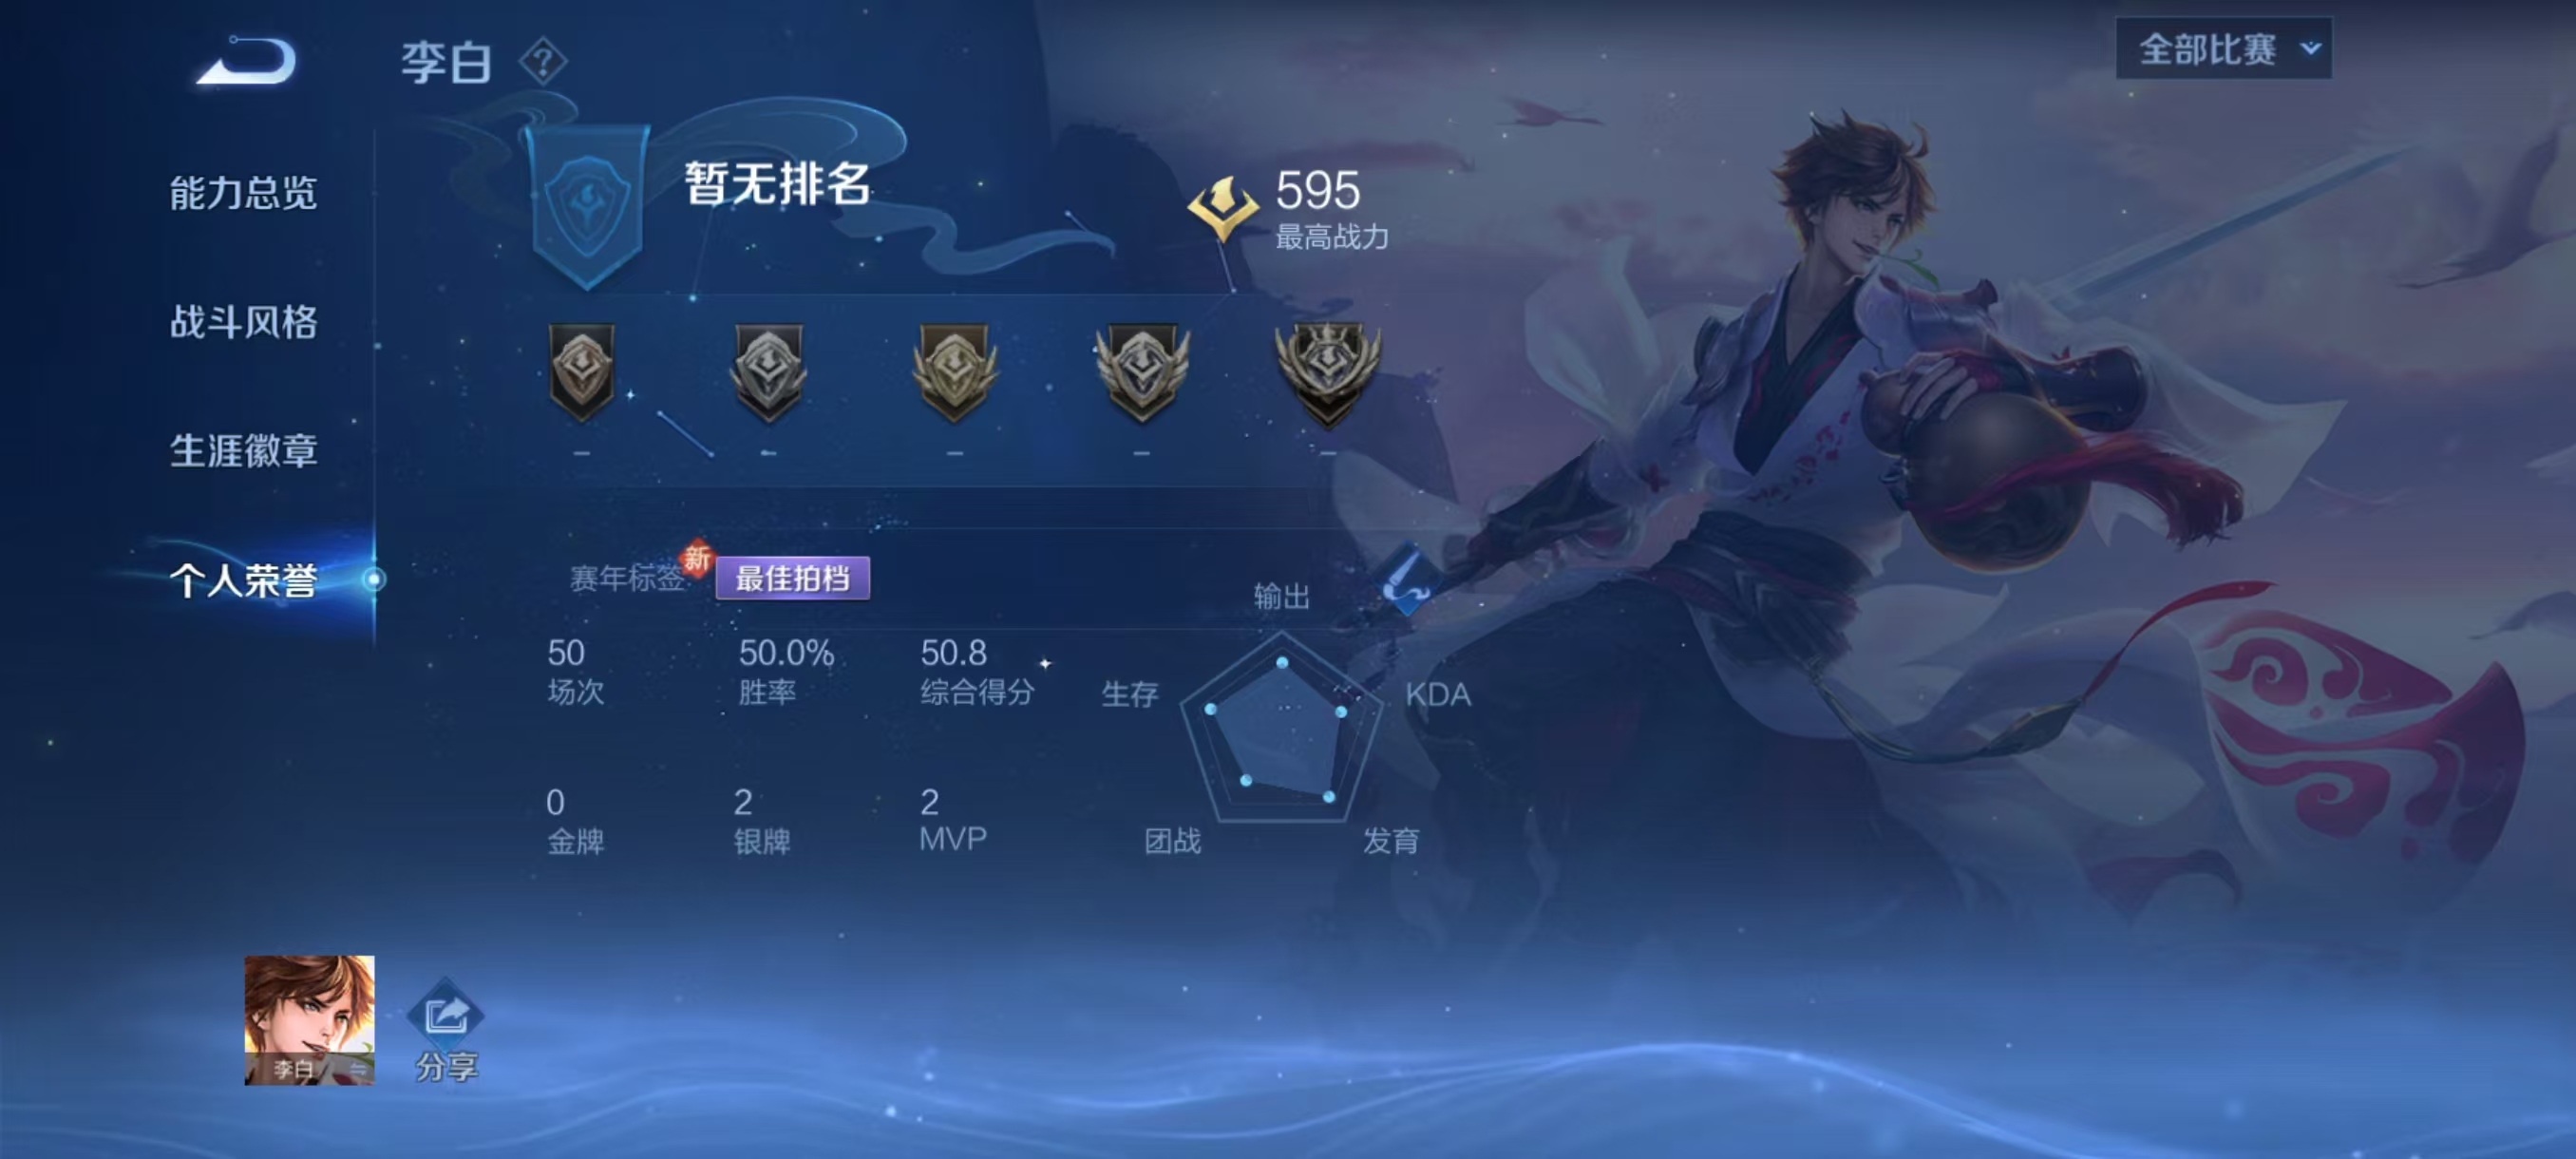 李白
?
全部比赛
能力总览
战斗风格
生涯徽章
个人荣誉
暂无排名
595
最高战力
–
–
–
–
–
赛年标签
新
最佳拍档
50
场次
50.0%
胜率
50.8
综合得分
0
金牌
2
银牌
2
MVP
输出
生存
KDA
团战
发育
李白
分享